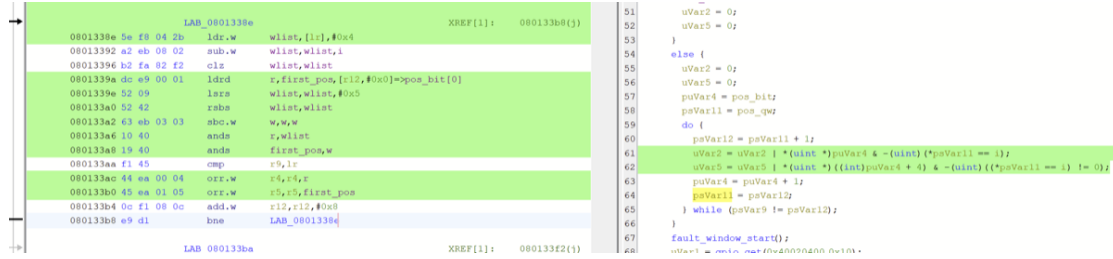 LAB_0801338e XREF[1]: 080133b8(j)
0801338e 5e f8 04 2b ldr.w wlist,[lr],#0x4
08013392 a2 eb 08 02 sub.w wlist,wlist,i
08013396 b2 fa 82 f2 clz wlist,wlist
0801339a dc e9 00 01 ldrd r,first_pos,[r12,#0x0]=>pos_bit[0]
0801339e 52 09 lsrs wlist,wlist,#0x5
080133a0 52 42 rsbs wlist,wlist
080133a2 63 eb 03 03 sbc.w w,w,w
080133a6 10 40 ands r,wlist
080133a8 19 40 ands first_pos,w
080133aa f1 45 cmp r9,lr
080133ac 44 ea 00 04 orr.w r4,r4,r
080133b0 45 ea 01 05 orr.w r5,r5,first_pos
080133b4 0c f1 08 0c add.w r12,r12,#0x8
080133b8 e9 d1 bne LAB_0801338e
LAB_080133ba XREF[1]: 080133f2(j)
51 uVar2 = 0;
52 uVar5 = 0;
53 }
54 else {
55 uVar2 = 0;
56 uVar5 = 0;
57 puVar4 = pos_bit;
58 psVar11 = pos_qw;
59 do {
60 psVar12 = psVar11 + 1;
61 uVar2 = uVar2 | *(uint *)puVar4 & -(uint)(*psVar11 == i);
62 uVar5 = uVar5 | *(uint *)((int)puVar4 + 4) & -(uint)((*psVar11 == i) != 0);
63 puVar4 = puVar4 + 1;
64 psVar11 = psVar12;
65 } while (psVar9 != psVar12);
66 }
67 fault_window_start();
68 uVar1 = gpio_get(0x40020400,0x10);